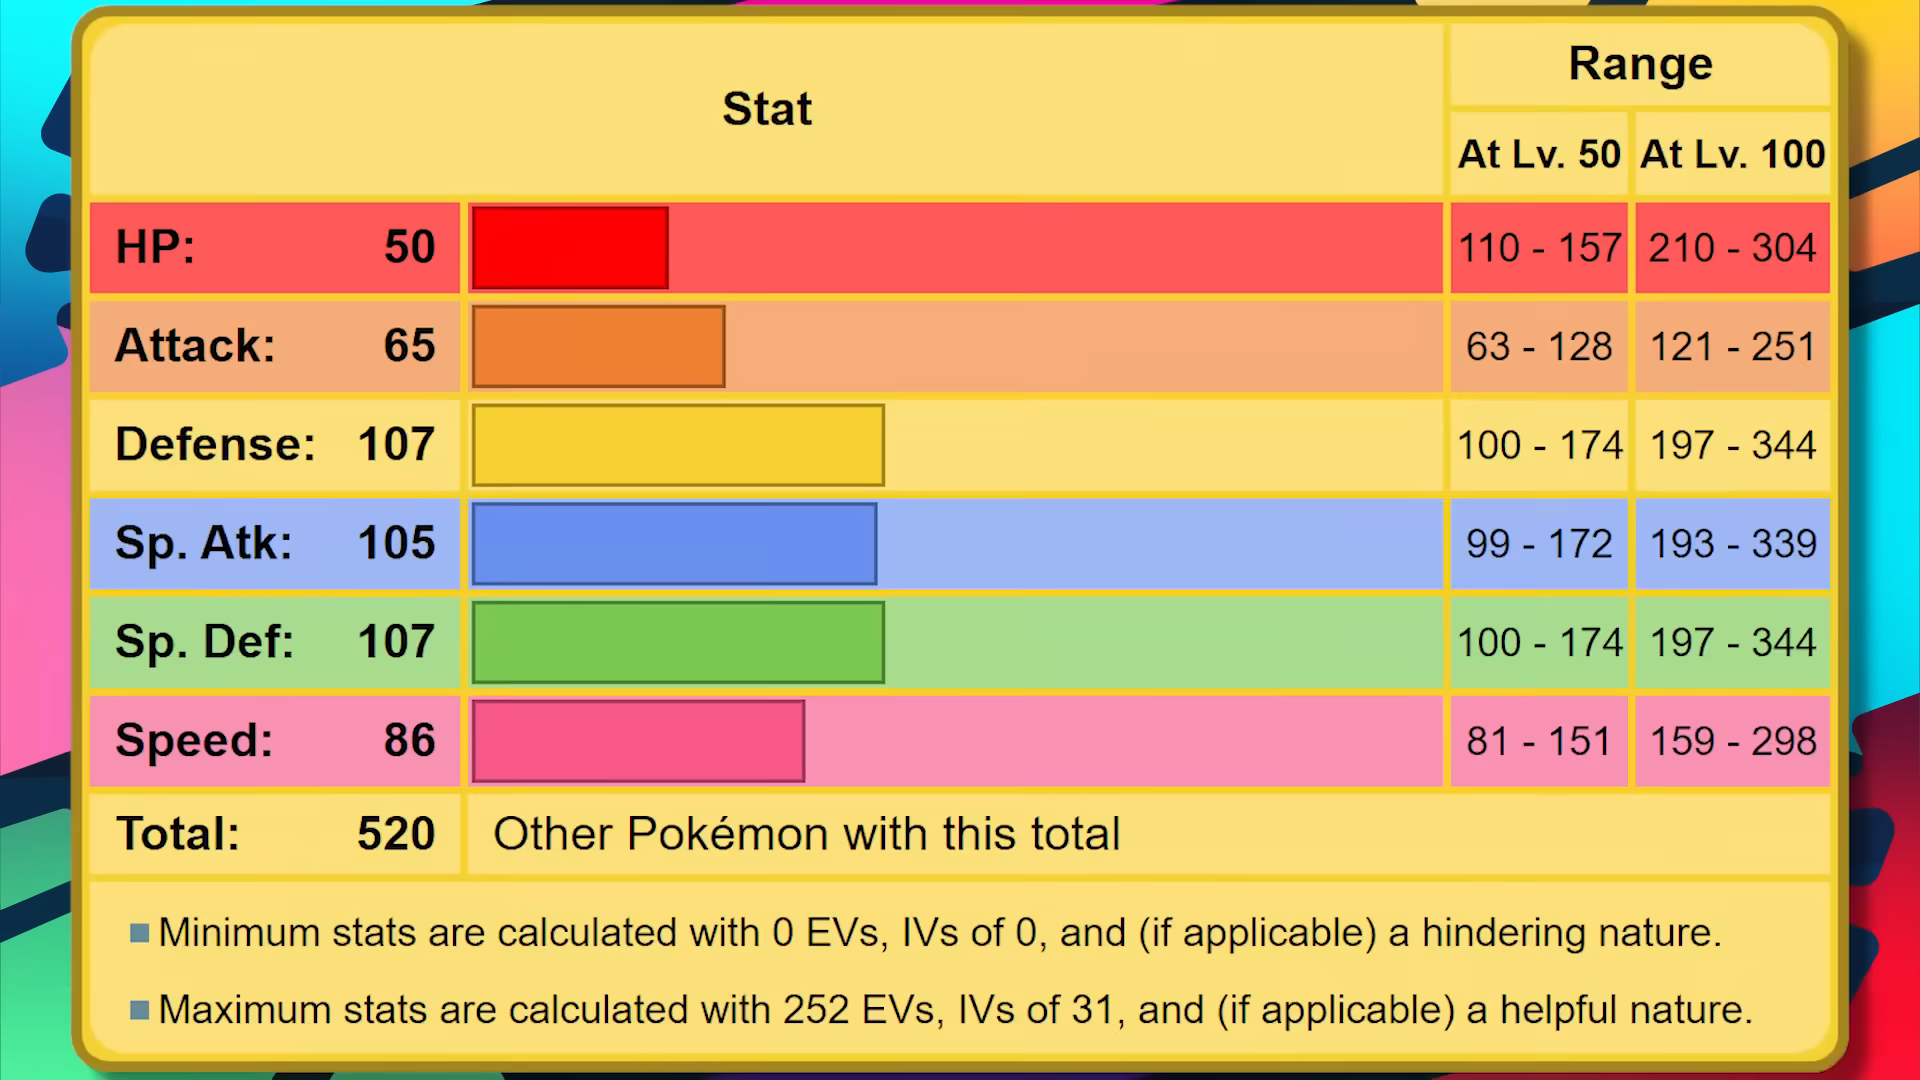 Stat
Range
At Lv. 50 At Lv. 100
HP: 50 110 - 157 210 - 304
Attack: 65 63 - 128 121 - 251
Defense: 107 100 - 174 197 - 344
Sp. Atk: 105 99 - 172 193 - 339
Sp. Def: 107 100 - 174 197 - 344
Speed: 86 81 - 151 159 - 298
Total: 520 Other Pokémon with this total
Minimum stats are calculated with 0 EVs, IVs of 0, and (if applicable) a hindering nature.
Maximum stats are calculated with 252 EVs, IVs of 31, and (if applicable) a helpful nature.